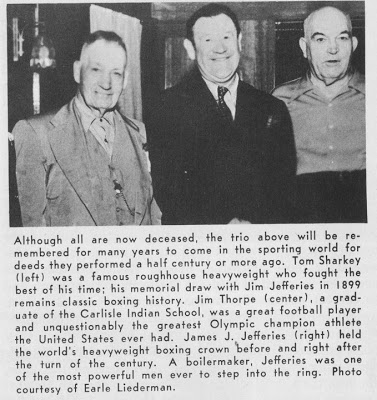 Although all are now deceased, the trio above will be re-
membered for many years to come in the sporting world for
deeds they performed a half century or more ago. Tom Sharkey
(left) was a famous roughhouse heavyweight who fought the
best of his time; his memorial draw with Jim Jefferies in 1899
remains classic boxing history. Jim Thorpe (center), a grad-
uate of the Carlisle Indian School, was a great football player
and unquestionably the greatest Olympic champion athlete
the United States ever had. James J. Jefferies (right) held
the world's heavyweight boxing crown before and right after
the turn of the century. A boilermaker, Jefferies was one
of the most powerful men ever to step into the ring. Photo
courtesy of Earle Liederman.